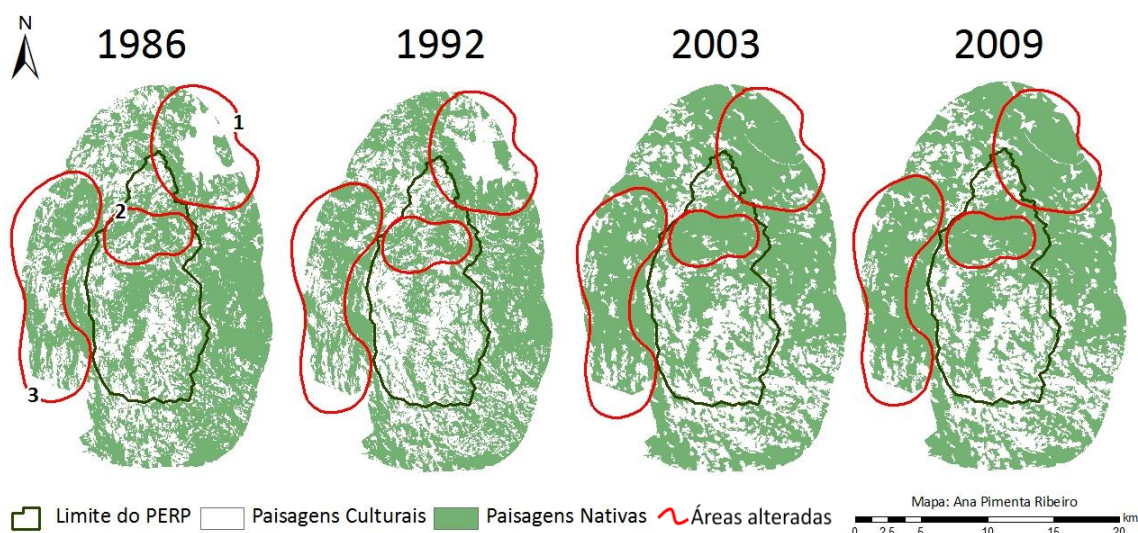 N
1986 1992 2003 2009
1
2
3
Limite do PERP Paisagens Culturais Paisagens Nativas Áreas alteradas
Mapa: Ana Pimenta Ribeiro
km
0 2,5 5 10 15 20